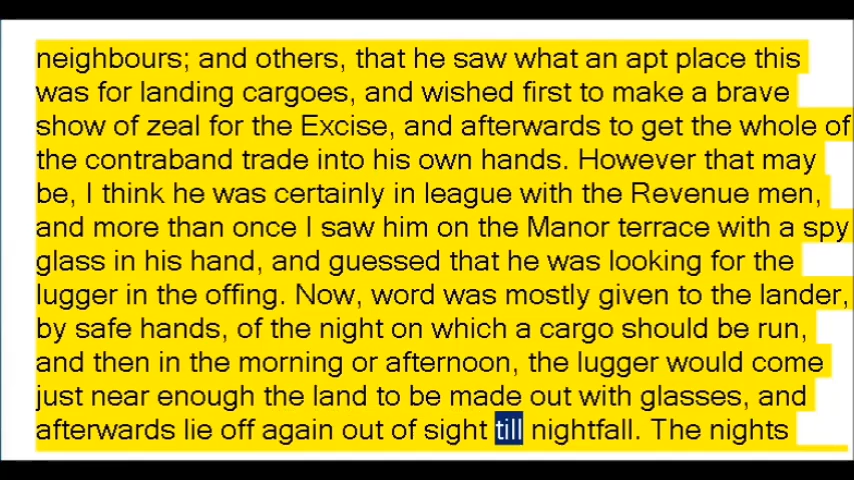 neighbours; and others, that he saw what an apt place this
was for landing cargoes, and wished first to make a brave
show of zeal for the Excise, and afterwards to get the whole of
the contraband trade into his own hands. However that may
be, I think he was certainly in league with the Revenue men,
and more than once I saw him on the Manor terrace with a spy
glass in his hand, and guessed that he was looking for the
lugger in the offing. Now, word was mostly given to the lander,
by safe hands, of the night on which a cargo should be run,
and then in the morning or afternoon, the lugger would come
just near enough the land to be made out with glasses, and
afterwards lie off again out of sight till nightfall. The nights